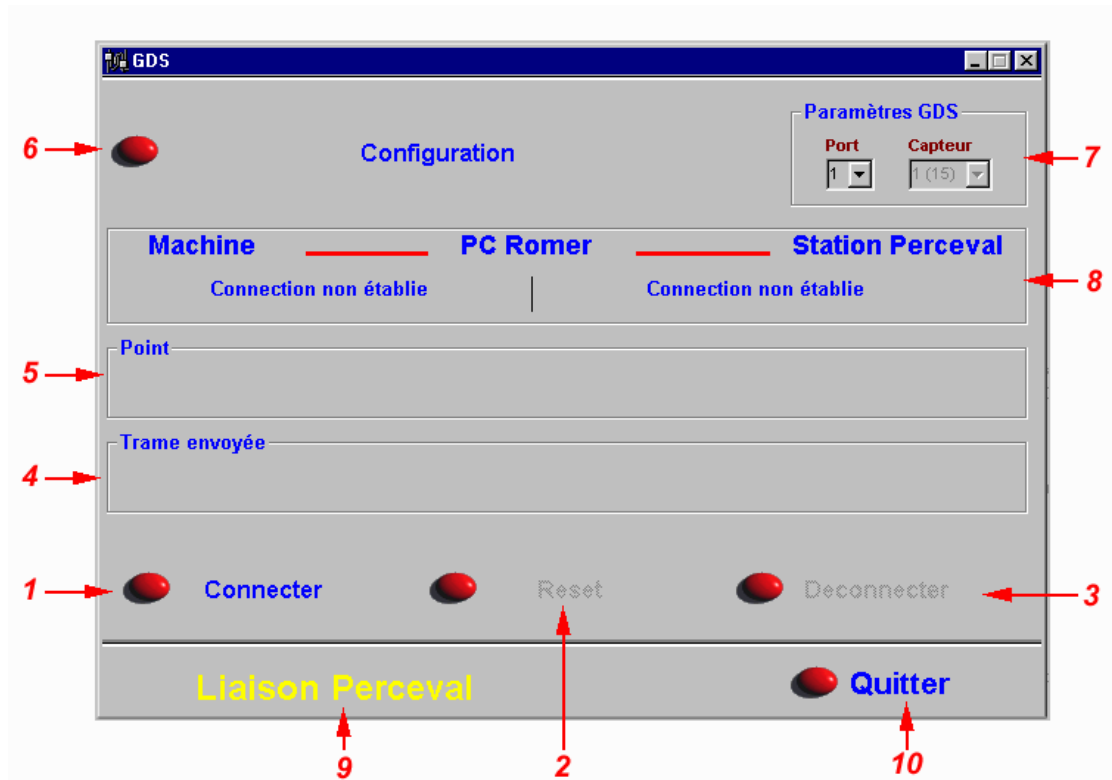 GDS
Paramètres GDS
6 Configuration Port Capteur 7
1 1 (15)
Machine PC Romer Station Perceval
Connection non établie Connection non établie 8
Point
5
Trame envoyée
4
1 Connecter Reset Deconnecter 3
Liaison Perceval Quitter
9 2 10